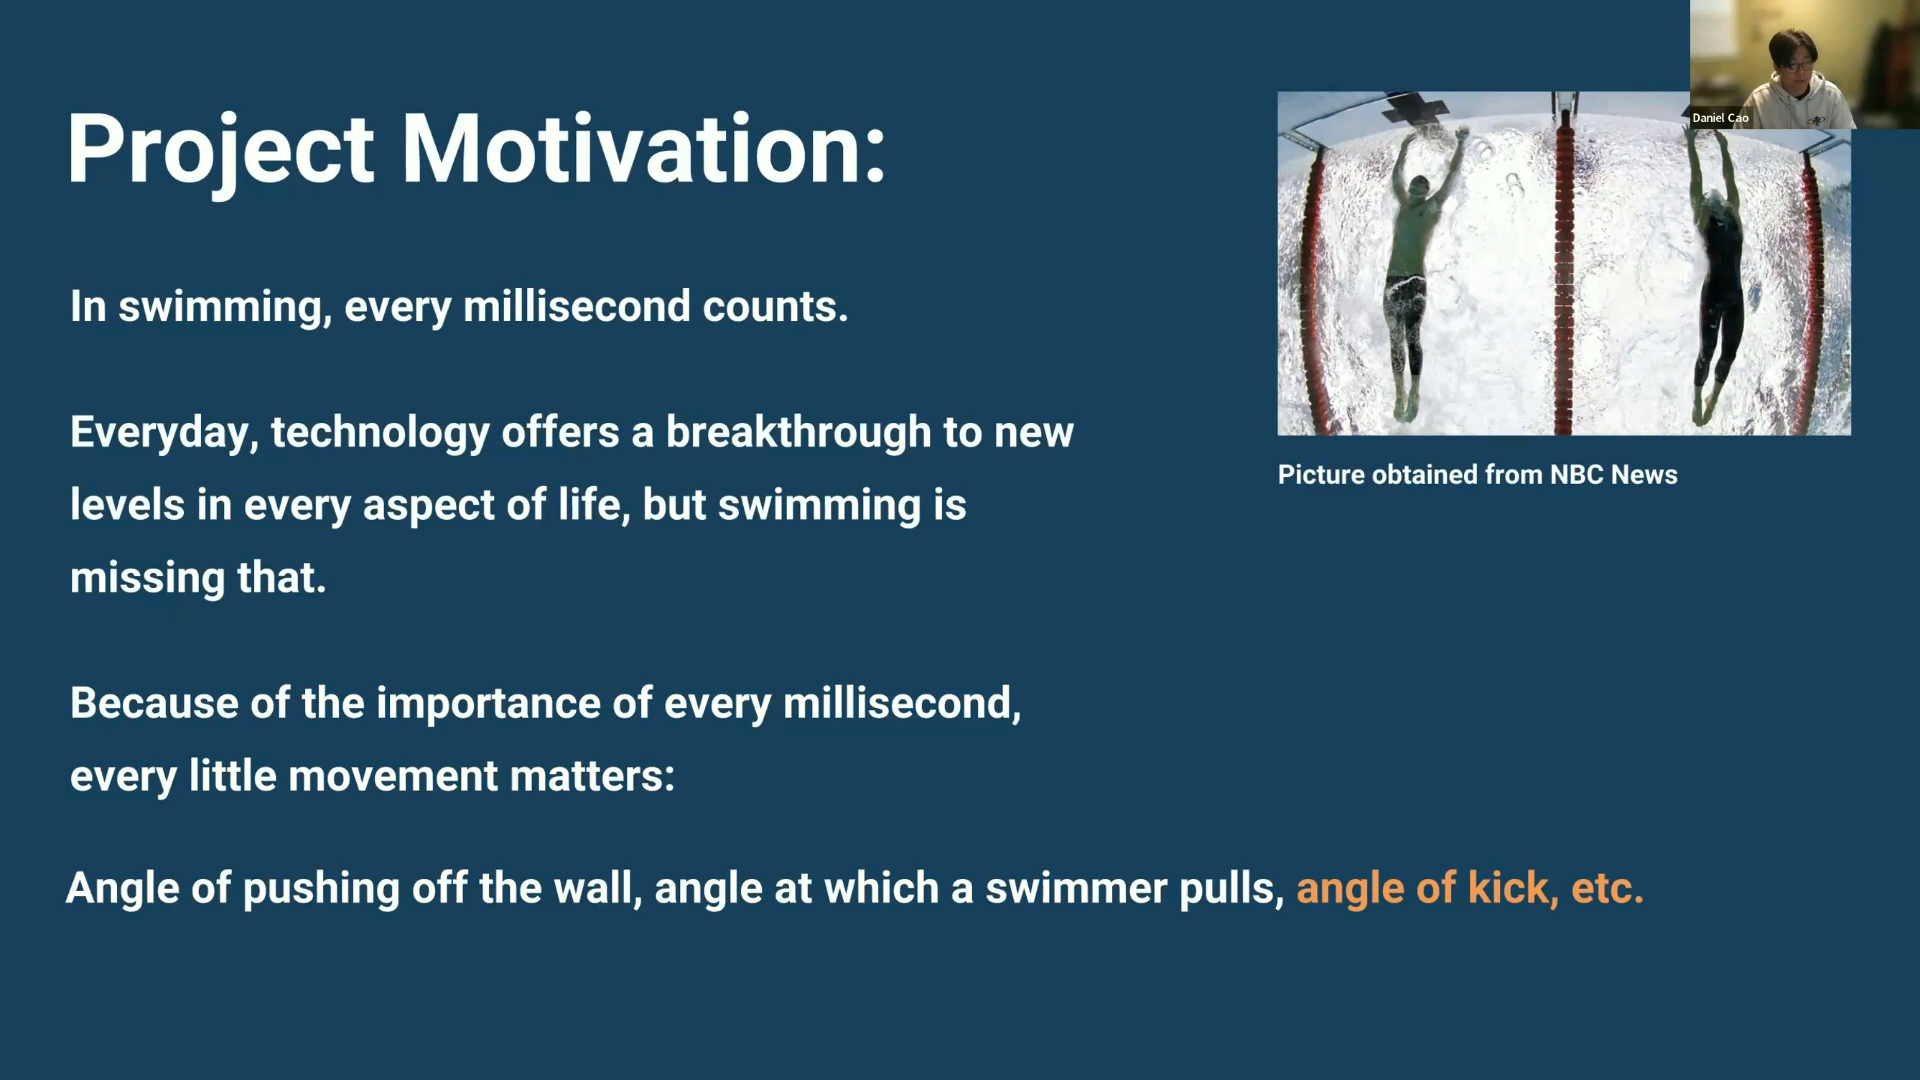 Project Motivation:
In swimming, every millisecond counts.
Everyday, technology offers a breakthrough to new
levels in every aspect of life, but swimming is
missing that.
Because of the importance of every millisecond,
every little movement matters:
Angle of pushing off the wall, angle at which a swimmer pulls, angle of kick, etc.
Picture obtained from NBC News
Daniel Cao